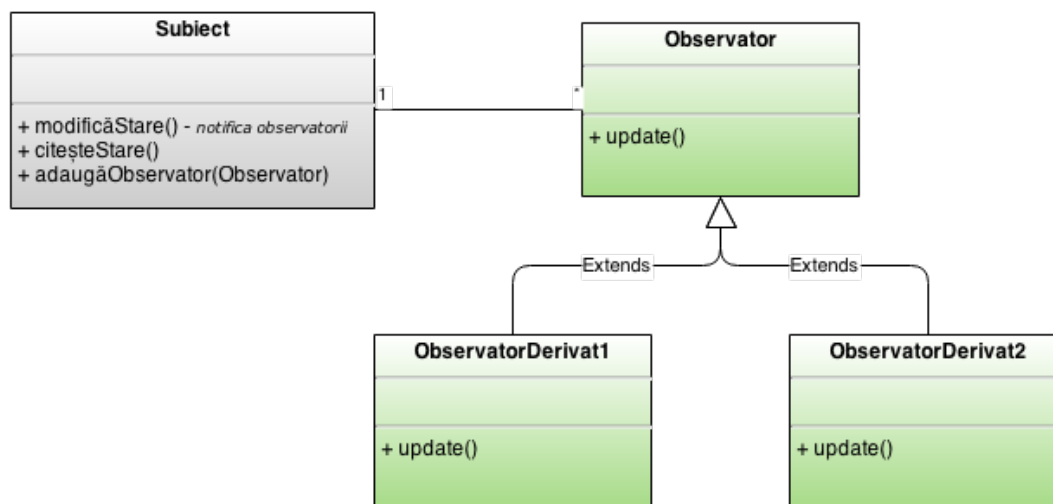 Subiect
+ modificăStare() - notifica observatorii
+ citeșteStare()
+ adaugăObservator(Observator)
1
*
Observator
+ update()
Extends
Extends
ObservatorDerivat1
+ update()
ObservatorDerivat2
+ update()